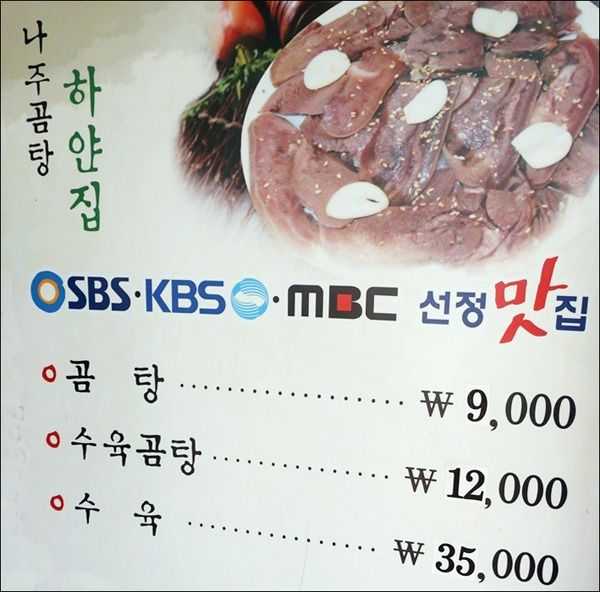 나주곰탕
하얀집
SBS·KBS·MBC 선정맛집
곰 탕 .................... ₩ 9,000
수육곰탕 .................... ₩ 12,000
수 육 .................... ₩ 35,000